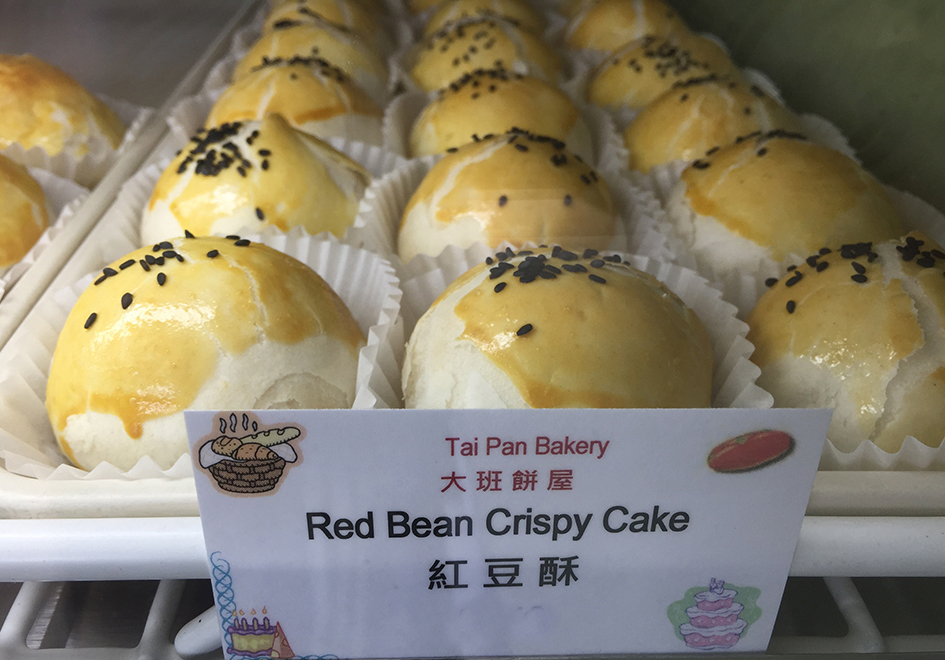 Tai Pan Bakery
大班餅屋
Red Bean Crispy Cake
紅豆酥